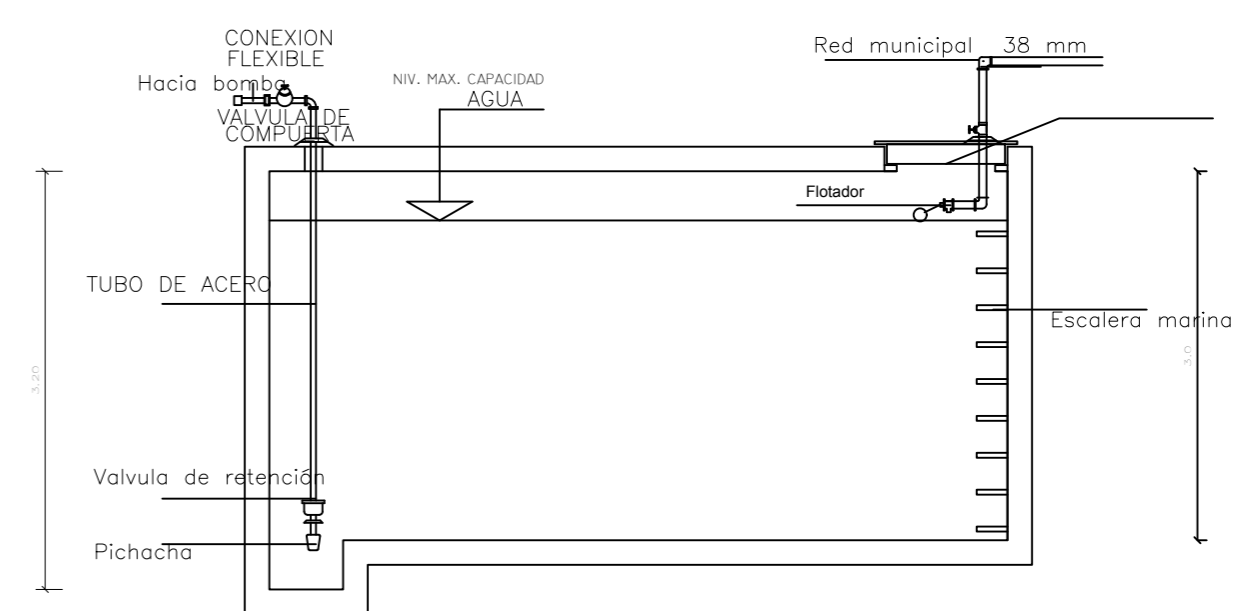 CONEXION
FLEXIBLE
Hacia bomba
VALVULA DE
COMPUERTA
NIV. MAX. CAPACIDAD
AGUA
Red municipal 38 mm
Flotador
TUBO DE ACERO
Escalera marina
3.20
3.0
Valvula de retención
Pichacha